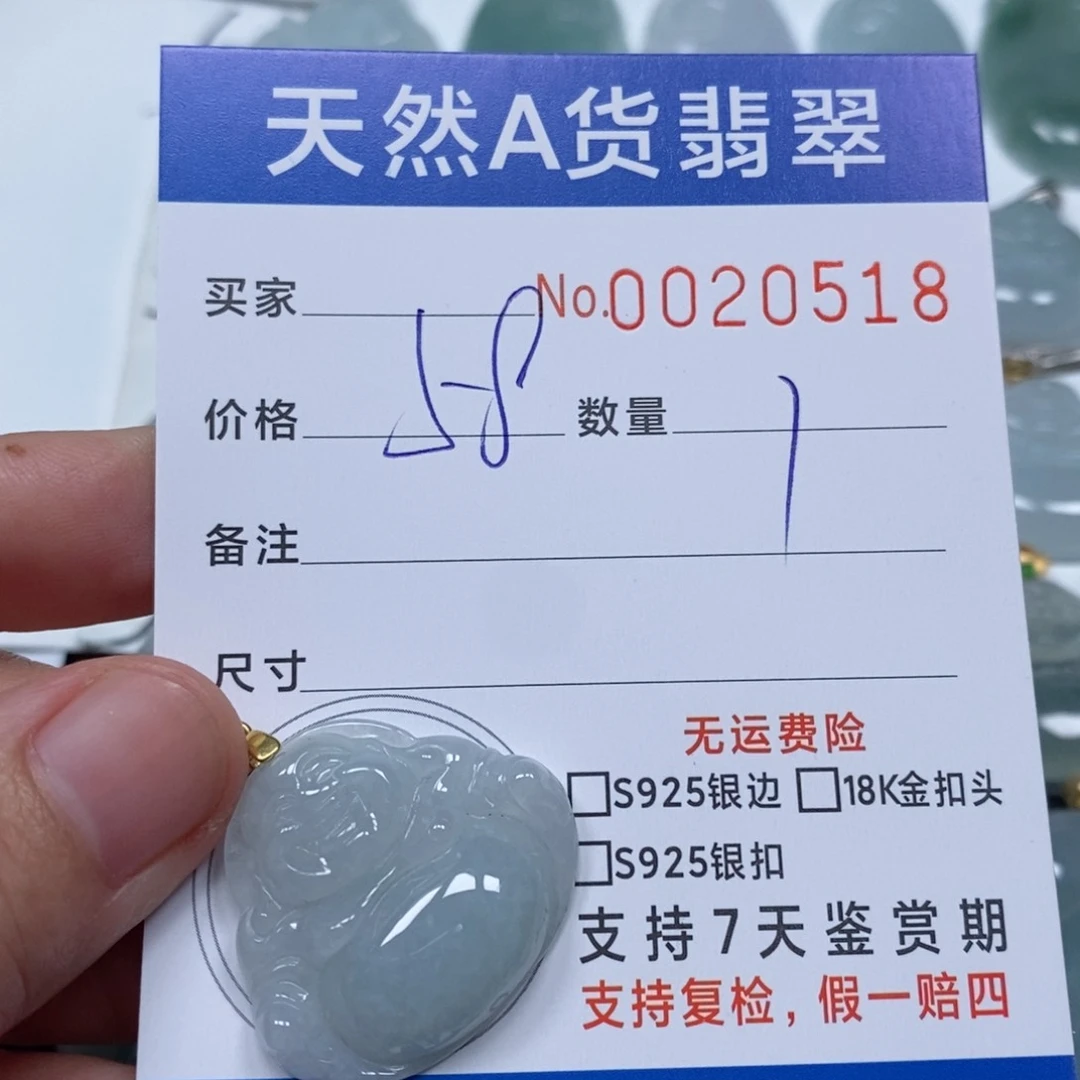 天然A货翡翠
买家 No.0020518
价格 58 数量 1
备注
尺寸
无运费险
S925银边 18K金扣头
S925银扣
支持7天鉴赏期
支持复检，假一赔四